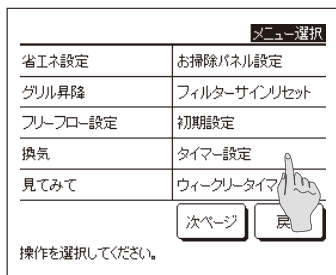 メニュー選択
省エネ設定
お掃除パネル設定
グリル昇降
フィルターサインリセット
フリーフロー設定
初期設定
換気
タイマー設定
見てみて
ウィークリータイマ
次ページ
戻
操作を選択してください。